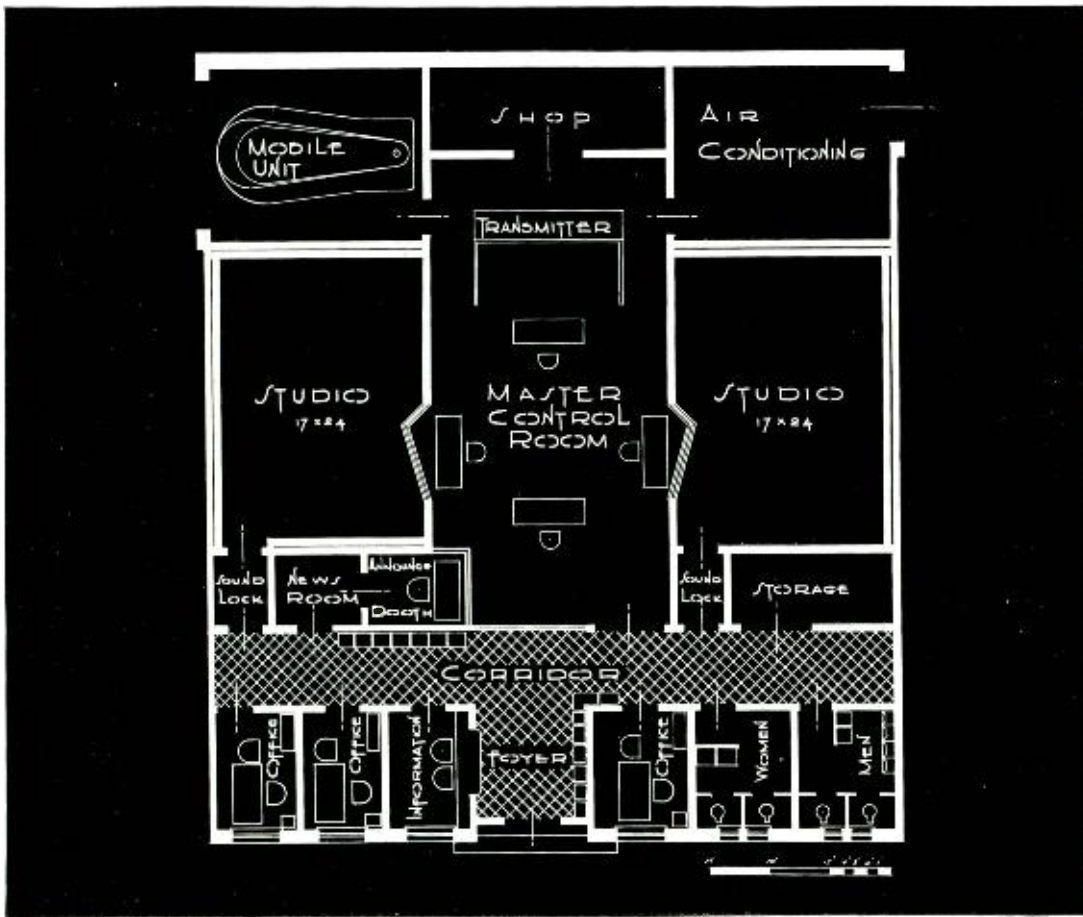 SHOP
AIR
CONDITIONING
MOBILE
UNIT
TRANSMITTER
STUDIO
17 x 24
MASTER
CONTROL
ROOM
STUDIO
17 x 24
SOUND
LOCK
NEWS
ROOM
ANNOUNCE
BOOTH
SOUND
LOCK
STORAGE
CORRIDOR
OFFICE
OFFICE
INFORMATION
FOYER
OFFICE
WOMEN
MEN